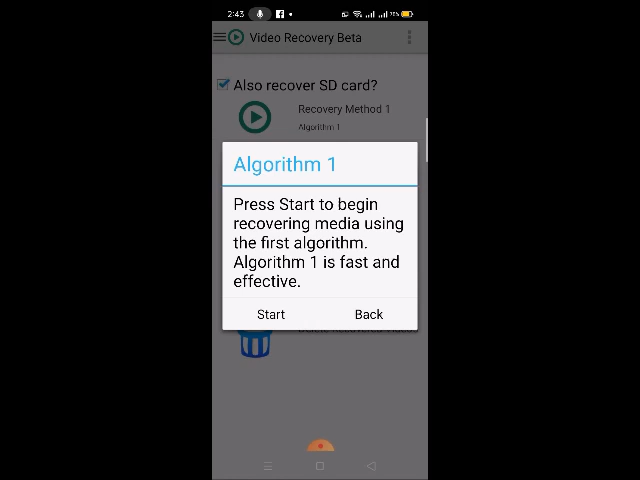 2:43
Video Recovery Beta
Also recover SD card?
Recovery Method 1
Algorithm 1
Algorithm 1
Press Start to begin
recovering media using
the first algorithm.
Algorithm 1 is fast and
effective.
Start Back